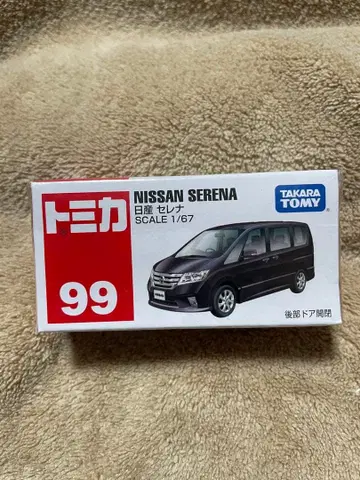 トミカ
99
NISSAN SERENA
日産 セレナ
SCALE 1/67
TAKARA
TOMY
後部ドア開閉